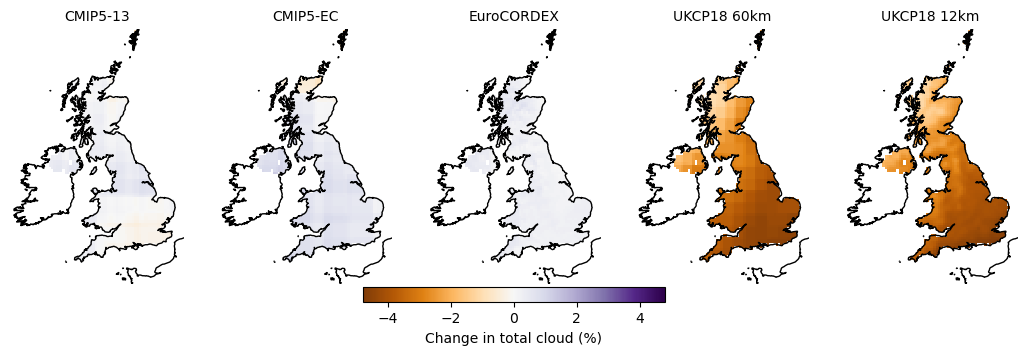 CMIP5-13 CMIP5-EC EuroCORDEX UKCP18 60km UKCP18 12km
−4 −2 0 2 4
Change in total cloud (%)